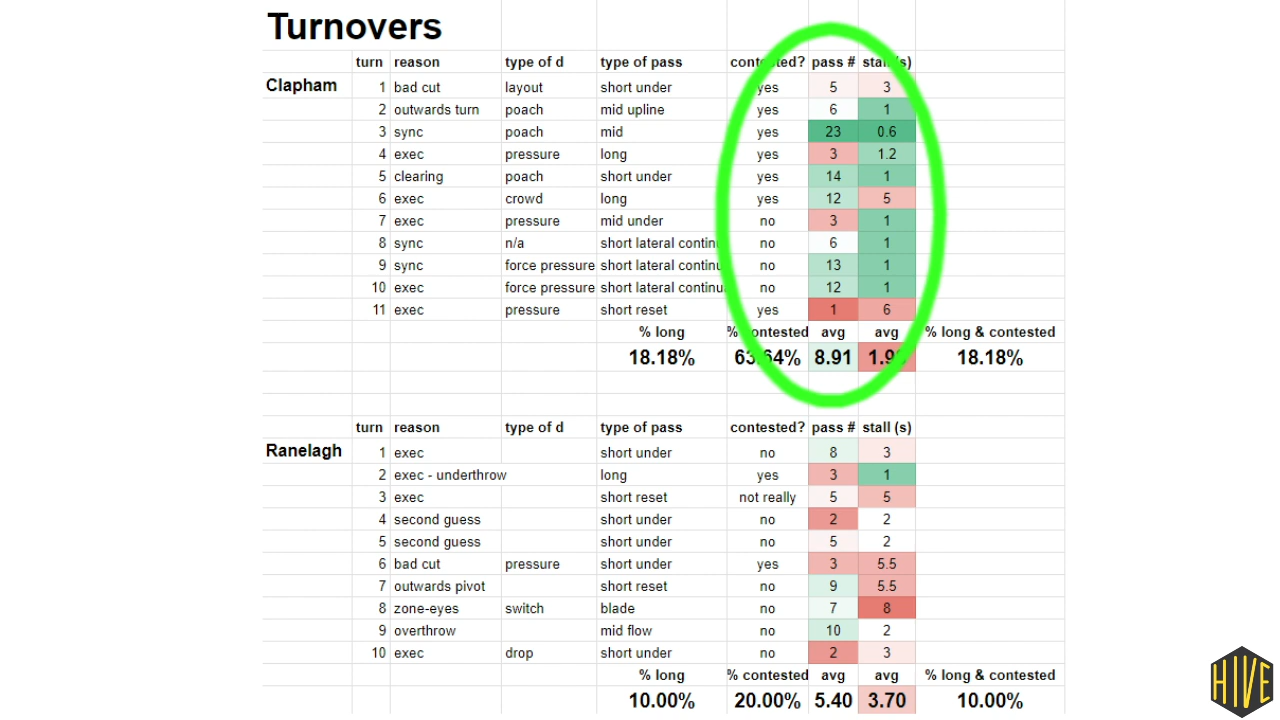 Turnovers
turn reason type of d type of pass contested? pass # stall (s)
Clapham 1 bad cut layout short under yes 5 3
2 outwards turn poach mid upline yes 6 1
3 sync poach mid yes 23 0.6
4 exec pressure long yes 3 1.2
5 clearing poach short under yes 14 1
6 exec crowd long yes 12 5
7 exec pressure mid under no 3 1
8 sync n/a short lateral continu no 6 1
9 sync force pressure short lateral continu no 13 1
10 exec force pressure short lateral continu no 12 1
11 exec pressure short reset yes 1 6
% long % contested avg avg % long & contested
18.18% 63.64% 8.91 18.18%
turn reason type of d type of pass contested? pass # stall (s)
Ranelagh 1 exec short under no 8 3
2 exec - underthrow long yes 3 1
3 exec short reset not really 5 5
4 second guess short under no 2 2
5 second guess short under no 5 2
6 bad cut pressure short under yes 3 5.5
7 outwards pivot short reset no 9 5.5
8 zone-eyes switch blade no 7 8
9 overthrow mid flow no 10 2
10 exec drop short under no 2 3
% long % contested avg avg % long & contested
10.00% 20.00% 5.40 3.70 10.00%
HIVE